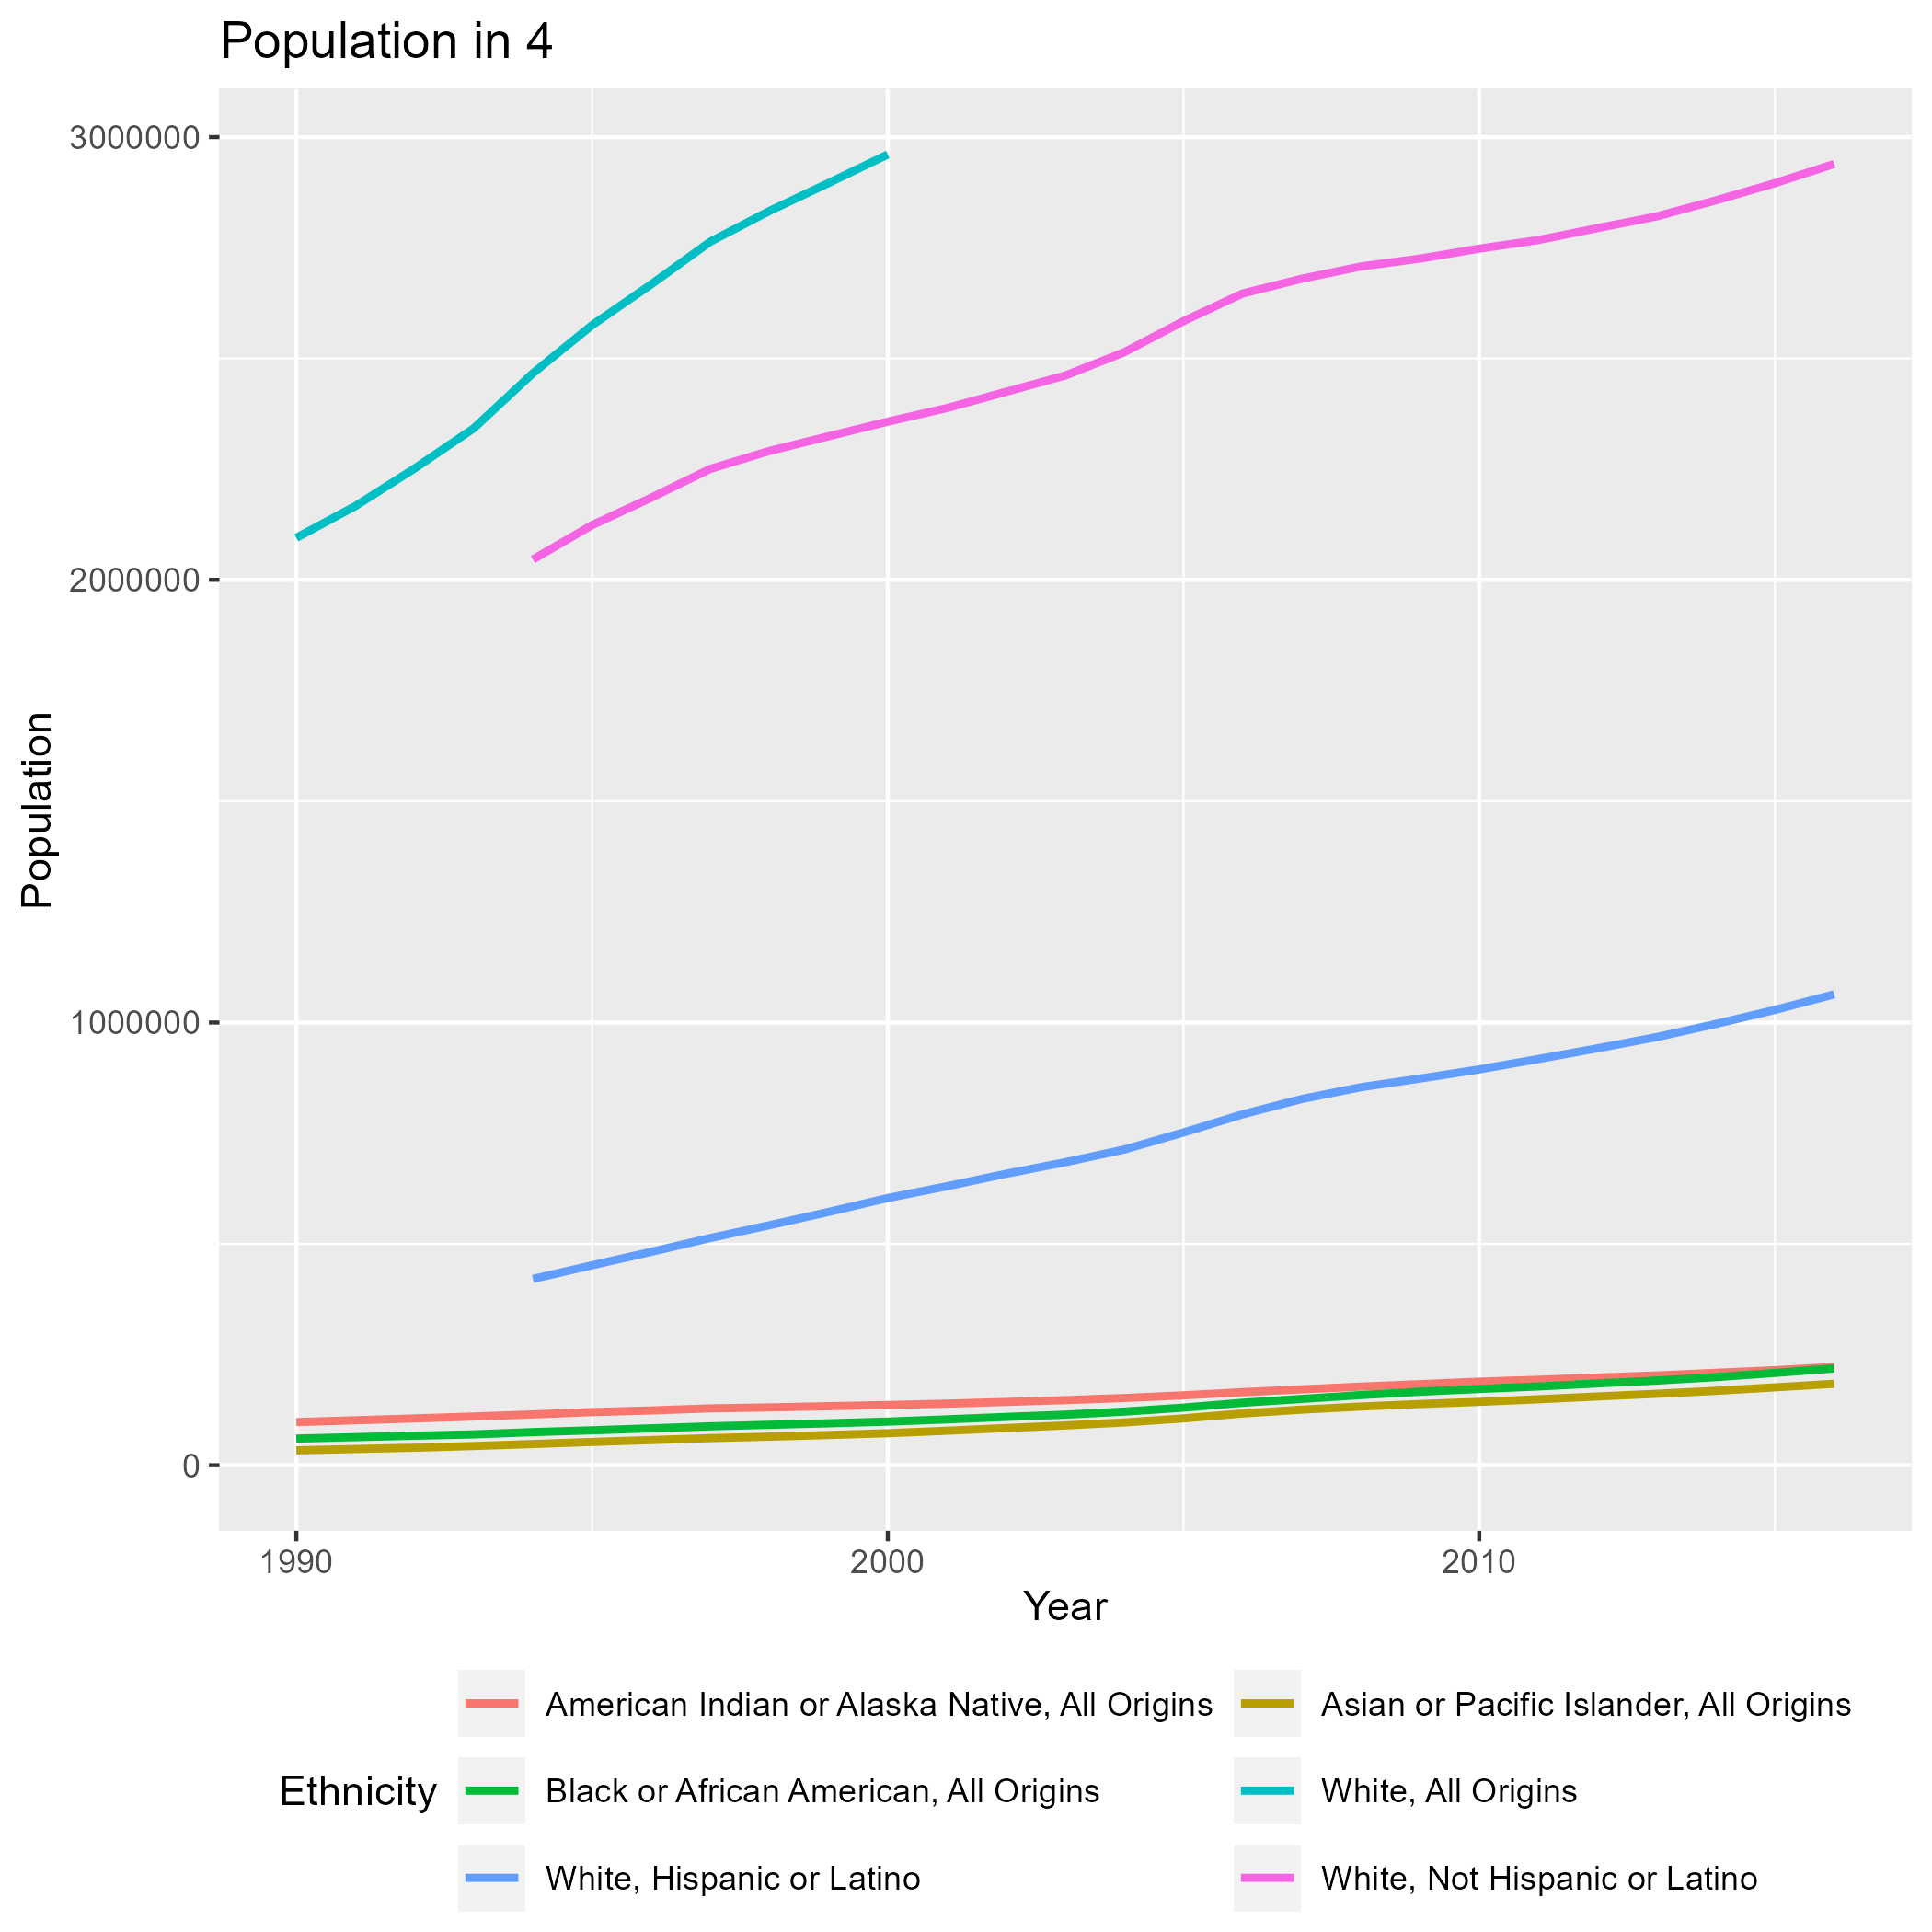 Population in 4
3000000
2000000
1000000
0
Population
1990
2000
2010
Year
Ethnicity
American Indian or Alaska Native, All Origins
Asian or Pacific Islander, All Origins
Black or African American, All Origins
White, All Origins
White, Hispanic or Latino
White, Not Hispanic or Latino